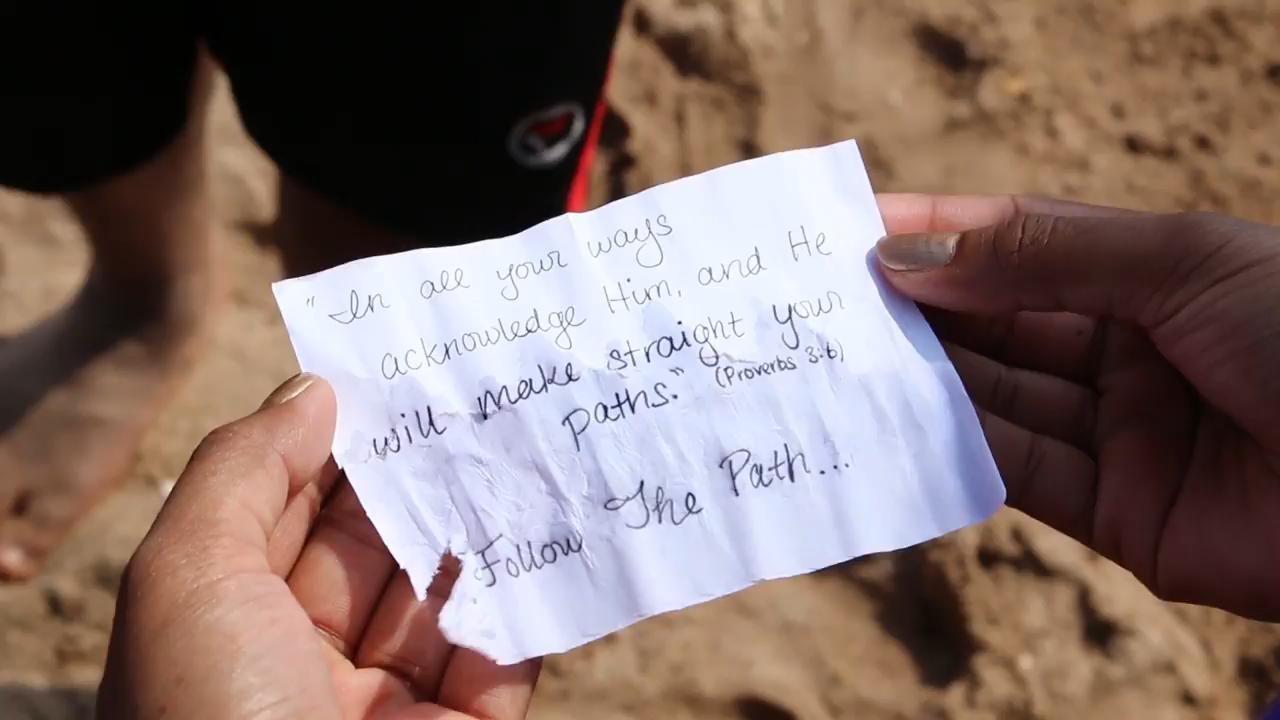 "In all your ways
acknowledge Him, and He
will make straight your
paths." (Proverbs 3:6)
Follow The Path...